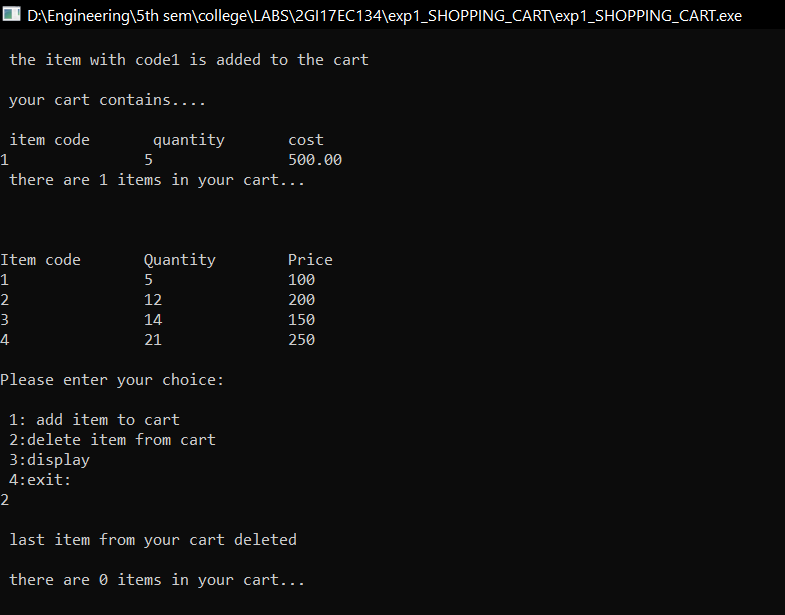 D:\Engineering\5th sem\college\LABS\2GI17EC134\exp1_SHOPPING_CART\exp1_SHOPPING_CART.exe
the item with code1 is added to the cart
your cart contains....
item code quantity cost
1 5 500.00
there are 1 items in your cart...
Item code Quantity Price
1 5 100
2 12 200
3 14 150
4 21 250
Please enter your choice:
1: add item to cart
2:delete item from cart
3:display
4:exit:
2
last item from your cart deleted
there are 0 items in your cart...